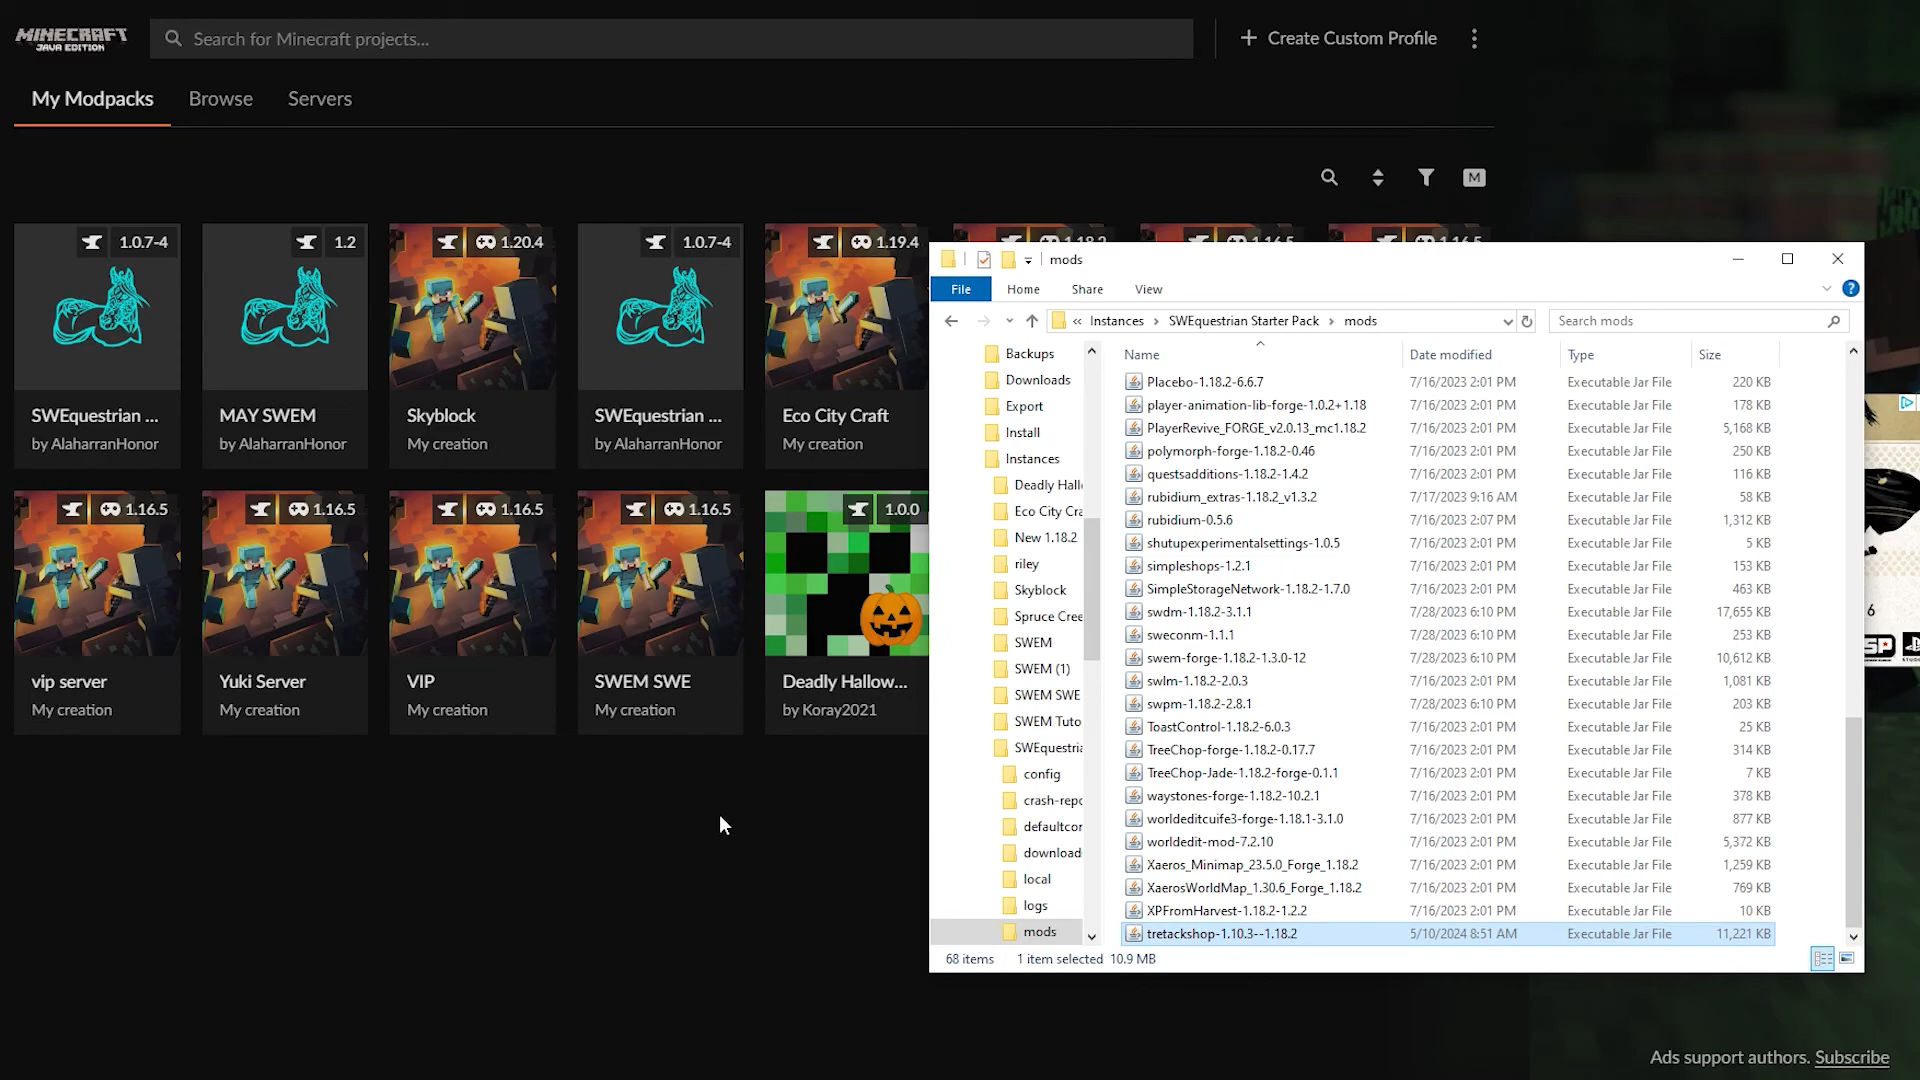 MINECRAFT
JAVA EDITION
Search for Minecraft projects...
Create Custom Profile
My Modpacks
Browse
Servers
M
1.0.7-4
1.2
1.20.4
1.0.7-4
1.19.4
1.18.2
1.16.5
1.16.5
SWEquestrian ...
by AlaharranHonor
MAY SWEM
by AlaharranHonor
Skyblock
My creation
SWEquestrian ...
by AlaharranHonor
Eco City Craft
My creation
1.16.5
1.16.5
1.16.5
1.16.5
1.0.0
vip server
My creation
Yuki Server
My creation
VIP
My creation
SWEM SWE
My creation
Deadly Hallow...
by Koray2021
mods
File
Home
Share
View
« Instances > SWEquestrian Starter Pack > mods
Search mods
Backups
Downloads
Export
Install
Instances
Deadly Hall
Eco City Cra
New 1.18.2
riley
Skyblock
Spruce Cree
SWEM
SWEM (1)
SWEM SWE
SWEM Tuto
SWEquestria
config
crash-repo
defaultcor
download
local
logs
mods
Name Date modified Type Size
Placebo-1.18.2-6.6.7 7/16/2023 2:01 PM Executable Jar File 220 KB
player-animation-lib-forge-1.0.2+1.18 7/16/2023 2:01 PM Executable Jar File 178 KB
PlayerRevive_FORGE_v2.0.13_mc1.18.2 7/16/2023 2:01 PM Executable Jar File 5,168 KB
polymorph-forge-1.18.2-0.46 7/16/2023 2:01 PM Executable Jar File 250 KB
questsadditions-1.18.2-1.4.2 7/16/2023 2:01 PM Executable Jar File 116 KB
rubidium_extras-1.18.2_v1.3.2 7/17/2023 9:16 AM Executable Jar File 58 KB
rubidium-0.5.6 7/16/2023 2:07 PM Executable Jar File 1,312 KB
shutupexperimentalsettings-1.0.5 7/16/2023 2:01 PM Executable Jar File 5 KB
simpleshops-1.2.1 7/16/2023 2:01 PM Executable Jar File 153 KB
SimpleStorageNetwork-1.18.2-1.7.0 7/16/2023 2:01 PM Executable Jar File 463 KB
swdm-1.18.2-3.1.1 7/28/2023 6:10 PM Executable Jar File 17,655 KB
sweconm-1.1.1 7/28/2023 6:10 PM Executable Jar File 253 KB
swem-forge-1.18.2-1.3.0-12 7/28/2023 6:10 PM Executable Jar File 10,612 KB
swlm-1.18.2-2.0.3 7/16/2023 2:01 PM Executable Jar File 1,081 KB
swpm-1.18.2-2.8.1 7/28/2023 6:10 PM Executable Jar File 203 KB
ToastControl-1.18.2-6.0.3 7/16/2023 2:01 PM Executable Jar File 25 KB
TreeChop-forge-1.18.2-0.17.7 7/16/2023 2:01 PM Executable Jar File 314 KB
TreeChop-Jade-1.18.2-forge-0.1.1 7/16/2023 2:01 PM Executable Jar File 7 KB
waystones-forge-1.18.2-10.2.1 7/16/2023 2:01 PM Executable Jar File 378 KB
worldeditcuife3-forge-1.18.1-3.1.0 7/16/2023 2:01 PM Executable Jar File 877 KB
worldedit-mod-7.2.10 7/16/2023 2:01 PM Executable Jar File 5,372 KB
Xaeros_Minimap_23.5.0_Forge_1.18.2 7/16/2023 2:01 PM Executable Jar File 1,259 KB
XaerosWorldMap_1.30.6_Forge_1.18.2 7/16/2023 2:01 PM Executable Jar File 769 KB
XPFromHarvest-1.18.2-1.2.2 7/16/2023 2:01 PM Executable Jar File 10 KB
tretackshop-1.10.3--1.18.2 5/10/2024 8:51 AM Executable Jar File 11,221 KB
68 items 1 item selected 10.9 MB
6
Ads support authors. Subscribe